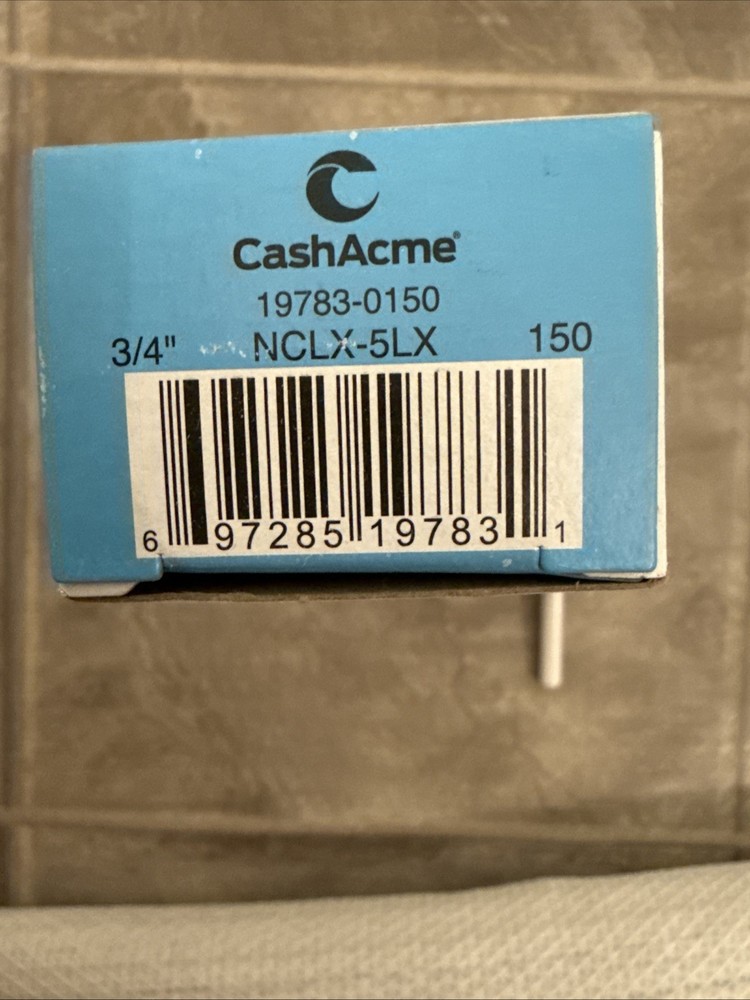 CashAcme®
19783-0150
3/4" NCLX-5LX 150
6 97285 19783 1